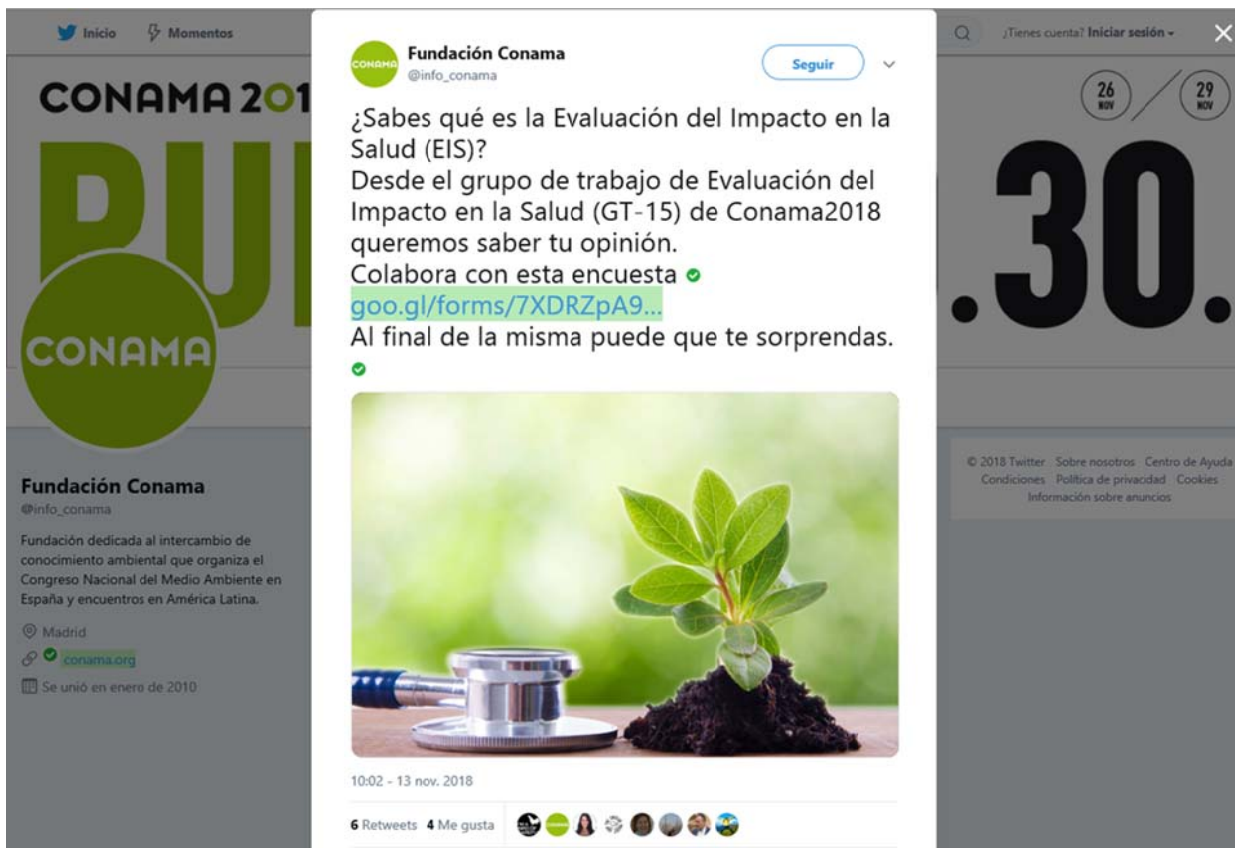 Inicio
Momentos
¿Tienes cuenta? Iniciar sesión
CONAMA 201
26
NOV
29
NOV
.30.
CONAMA
Fundación Conama
@info_conama
Fundación dedicada al intercambio de
conocimiento ambiental que organiza el
Congreso Nacional del Medio Ambiente en
España y encuentros en América Latina.
Madrid
conama.org
Se unió en enero de 2010
CONAMA
Fundación Conama
@info_conama
Seguir
¿Sabes qué es la Evaluación del Impacto en la
Salud (EIS)?
Desde el grupo de trabajo de Evaluación del
Impacto en la Salud (GT-15) de Conama2018
queremos saber tu opinión.
Colabora con esta encuesta
goo.gl/forms/7XDRZpA9...
Al final de la misma puede que te sorprendas.
10:02 - 13 nov. 2018
6 Retweets 4 Me gusta
© 2018 Twitter Sobre nosotros Centro de Ayuda
Condiciones Política de privacidad Cookies
Información sobre anuncios